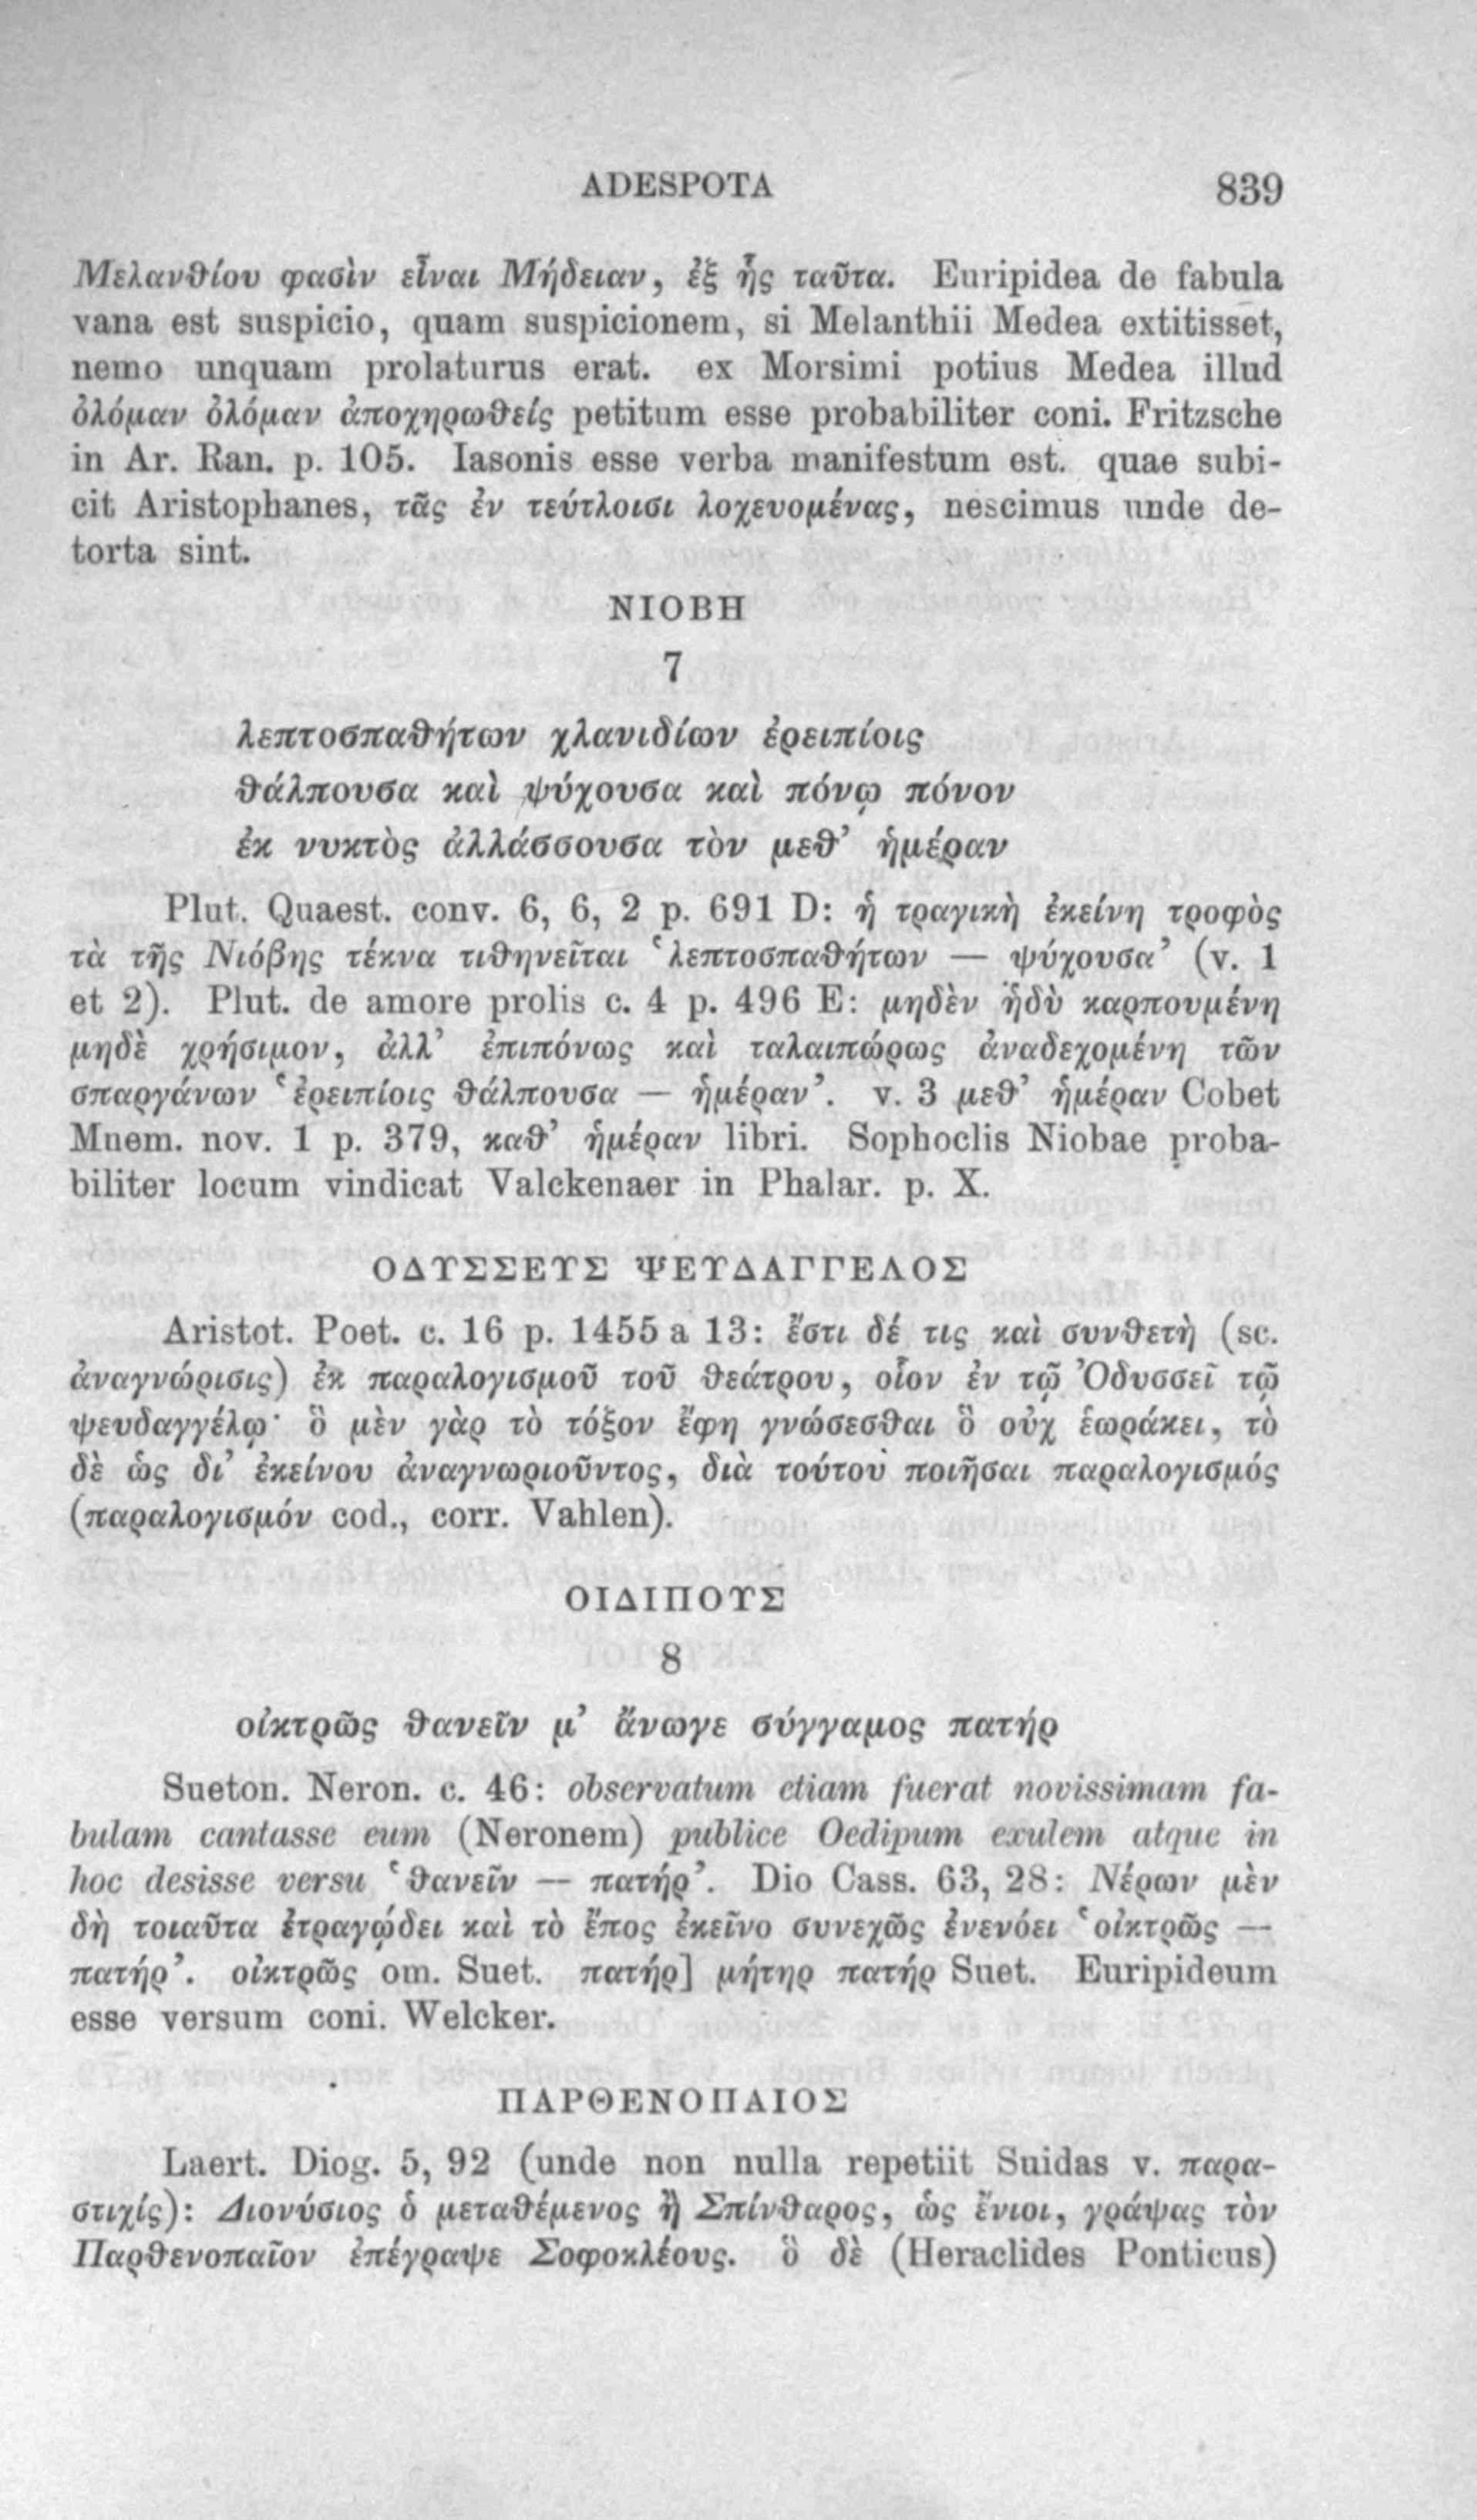 ADESPOTA 839
Μελανθίου φασὶν εἶναι Μήδειαν, ἐξ ἧς ταῦτα. Euripidea de fabula
vana est suspicio, quam suspicionem, si Melanthii Medea extitisset,
nemo unquam prolaturus erat. ex Morsimi potius Medea illud
ὀλόμαν ὀλόμαν ἀποχηρωθείς petitum esse probabiliter coni. Fritzsche
in Ar. Ran. p. 105. Iasonis esse verba manifestum est. quae subi-
cit Aristophanes, τᾶς ἐν τεύτλοισι λοχευομένας, nescimus unde de-
torta sint.
ΝΙΟΒΗ
7
λεπτοσπαθήτων χλανιδίων ἐρειπίοις
θάλπουσα καὶ ψύχουσα καὶ πόνῳ πόνον
ἐκ νυκτὸς ἀλλάσσουσα τὸν μεθ’ ἡμέραν
Plut. Quaest. conv. 6, 6, 2 p. 691 D: ἡ τραγικὴ ἐκείνη τροφὸς
τὰ τῆς Νιόβης τέκνα τιθηνεῖται ‘λεπτοσπαθήτων — ψύχουσα’ (v. 1
et 2). Plut. de amore prolis c. 4 p. 496 E: μηδὲν ἡδὺ καρπουμένη
μηδὲ χρήσιμον, ἀλλ’ ἐπιπόνως καὶ ταλαιπώρως ἀναδεχομένη τῶν
σπαργάνων ‘ἐρειπίοις θάλπουσα — ἡμέραν’. v. 3 μεθ’ ἡμέραν Cobet
Mnem. nov. 1 p. 379, καθ’ ἡμέραν libri. Sophoclis Niobae proba-
biliter locum vindicat Valckenaer in Phalar. p. X.
ΟΔΥΣΣΕΥΣ ΨΕΥΔΑΓΓΕΛΟΣ
Aristot. Poet. c. 16 p. 1455 a 13: ἔστι δέ τις καὶ συνθετὴ (sc.
ἀναγνώρισις) ἐκ παραλογισμοῦ τοῦ θεάτρου, οἷον ἐν τῷ Ὀδυσσεῖ τῷ
ψευδαγγέλῳ· ὃ μὲν γὰρ τὸ τόξον ἔφη γνώσεσθαι ὃ οὐχ ἑωράκει, τὸ
δὲ ὡς δι’ ἐκείνου ἀναγνωριοῦντος, διὰ τούτου ποιῆσαι παραλογισμός
(παραλογισμόν cod., corr. Vahlen).
ΟΙΔΙΠΟΥΣ
8
οἰκτρῶς θανεῖν μ’ ἄνωγε σύγγαμος πατήρ
Sueton. Neron. c. 46: observatum etiam fuerat novissimam fa-
bulam cantasse eum (Neronem) publice Oedipum exulem atque in
hoc desisse versu ‘θανεῖν — πατήρ’. Dio Cass. 63, 28: Νέρων μὲν
δὴ τοιαῦτα ἐτραγῴδει καὶ τὸ ἔπος ἐκεῖνο συνεχῶς ἐνενόει ‘οἰκτρῶς —
πατήρ’. οἰκτρῶς om. Suet. πατήρ] μήτηρ πατήρ Suet. Euripideum
esse versum coni. Welcker.
ΠΑΡΘΕΝΟΠΑΙΟΣ
Laert. Diog. 5, 92 (unde non nulla repetiit Suidas v. παρα-
στιχίς): Διονύσιος ὁ μεταθέμενος ἢ Σπίνθαρος, ὡς ἔνιοι, γράψας τὸν
Παρθενοπαῖον ἐπέγραψε Σοφοκλέους. ὃ δὲ (Heraclides Ponticus)